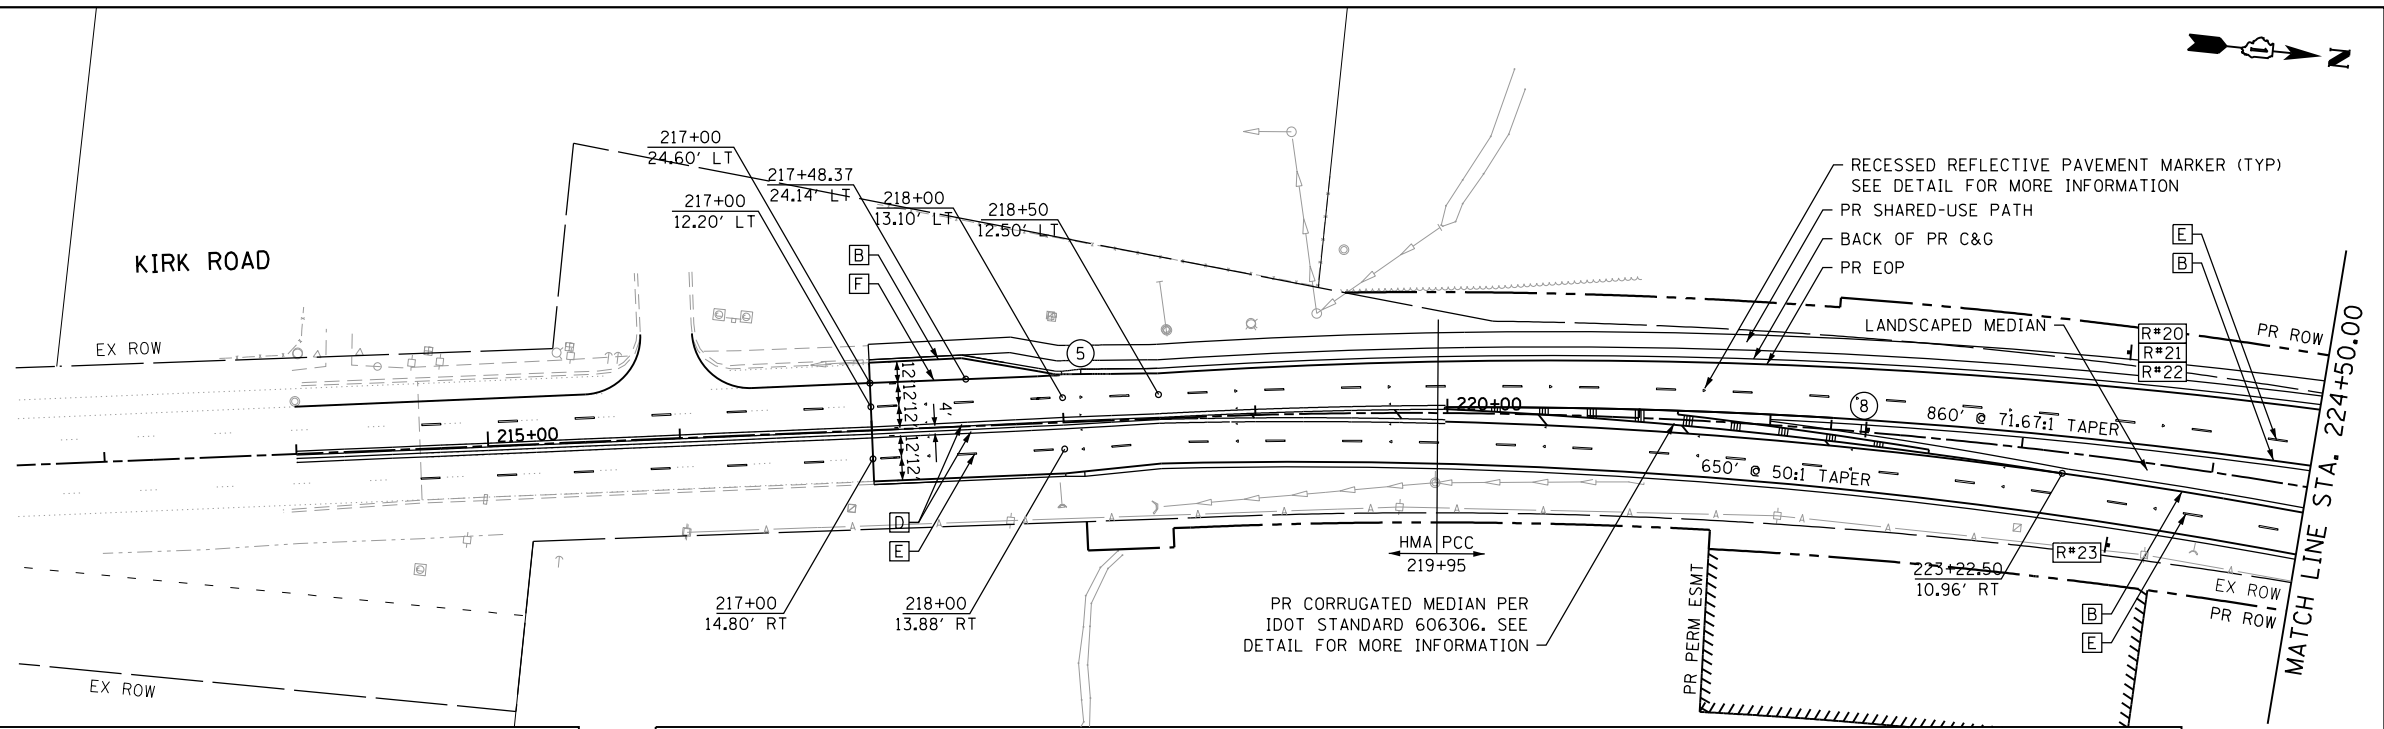 N
KIRK ROAD
EX ROW
217+00
24.60' LT
217+00
12.20' LT
217+48.37
24.14' LT
218+00
13.10' LT
218+50
12.50' LT
B
F
5
RECESSED REFLECTIVE PAVEMENT MARKER (TYP)
SEE DETAIL FOR MORE INFORMATION
PR SHARED-USE PATH
BACK OF PR C&G
PR EOP
E
B
LANDSCAPED MEDIAN
R#20
R#21
R#22
PR ROW
215+00
12'
12'
12'
4'
12'
12'
220+00
8
860' @ 71.67:1 TAPER
650' @ 50:1 TAPER
D
E
HMA PCC
219+95
217+00
14.80' RT
218+00
13.88' RT
PR CORRUGATED MEDIAN PER
IDOT STANDARD 606306. SEE
DETAIL FOR MORE INFORMATION
PR PERM ESMT
R#23
223+22.50
10.96' RT
B
E
EX ROW
PR ROW
MATCH LINE STA. 224+50.00
EX ROW